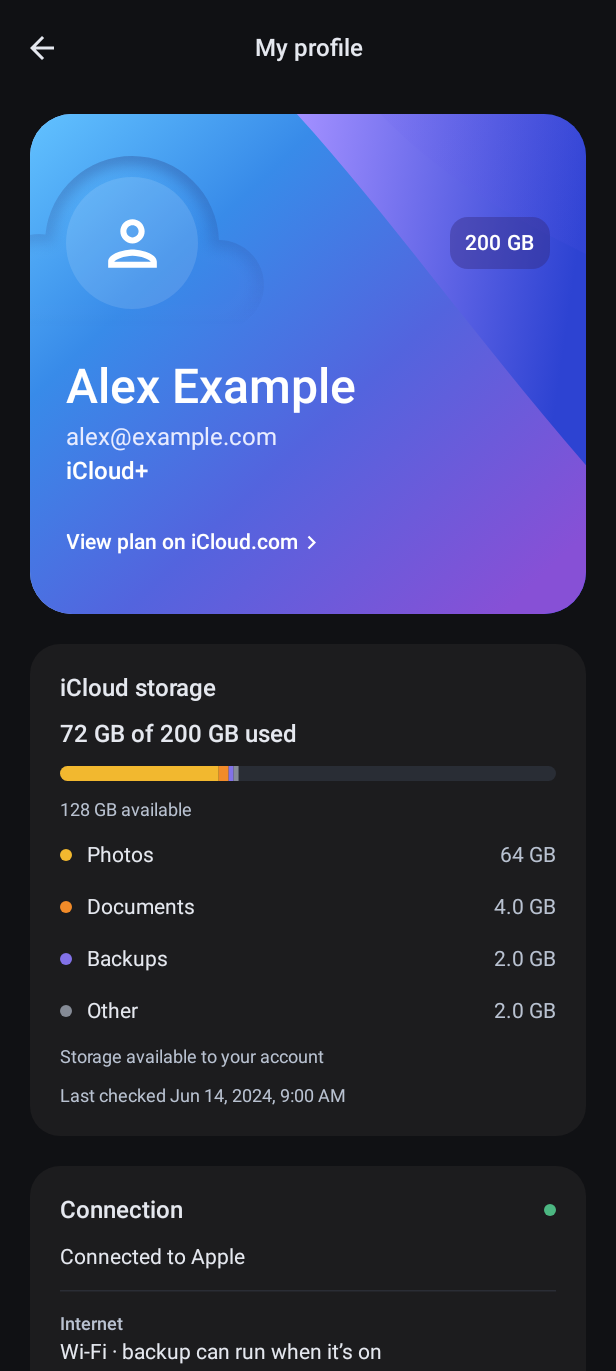 My profile
200 GB
Alex Example
alex@example.com
iCloud+
View plan on iCloud.com
iCloud storage
72 GB of 200 GB used
128 GB available
Photos 64 GB
Documents 4.0 GB
Backups 2.0 GB
Other 2.0 GB
Storage available to your account
Last checked Jun 14, 2024, 9:00 AM
Connection
Connected to Apple
Internet
Wi-Fi · backup can run when it’s on